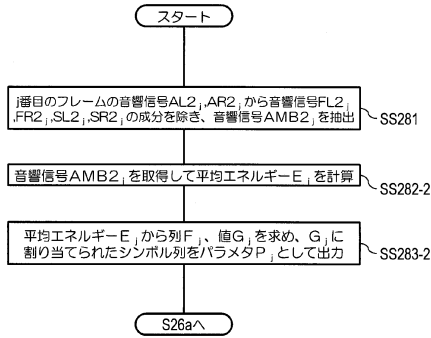 スタート
j番目のフレームの音響信号AL2j,AR2jから音響信号FL2j
,FR2j,SL2j,SR2jの成分を除き、音響信号AMB2jを抽出
SS281
音響信号AMB2jを取得して平均エネルギーEjを計算
SS282-2
平均エネルギーEjから列Fj、値Gjを求め、Gjに
割り当てられたシンボル列をパラメタPjとして出力
SS283-2
S26aへ